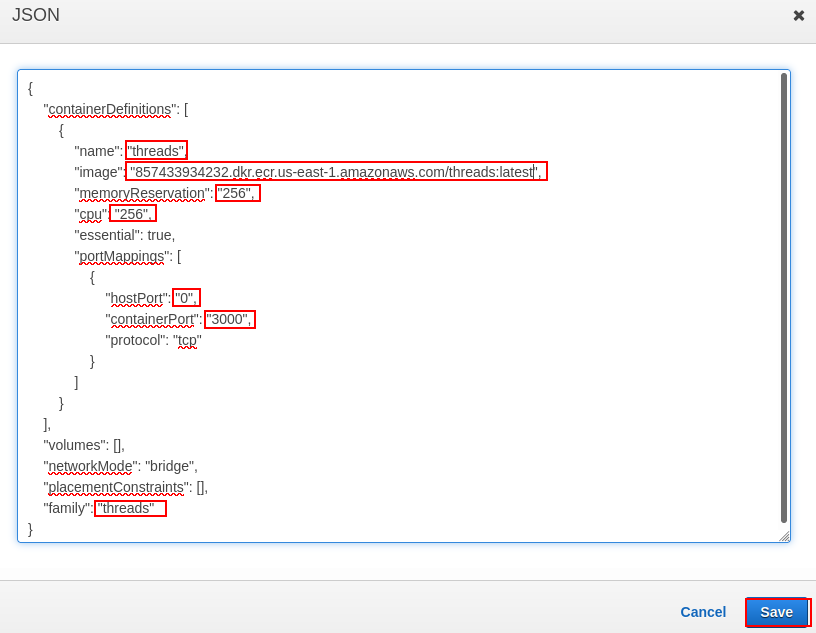 JSON
✖
{
"containerDefinitions": [
{
"name": "threads",
"image": "857433934232.dkr.ecr.us-east-1.amazonaws.com/threads:latest",
"memoryReservation": "256",
"cpu": "256",
"essential": true,
"portMappings": [
{
"hostPort": "0",
"containerPort": "3000",
"protocol": "tcp"
}
]
}
],
"volumes": [],
"networkMode": "bridge",
"placementConstraints": [],
"family": "threads"
}
Cancel Save